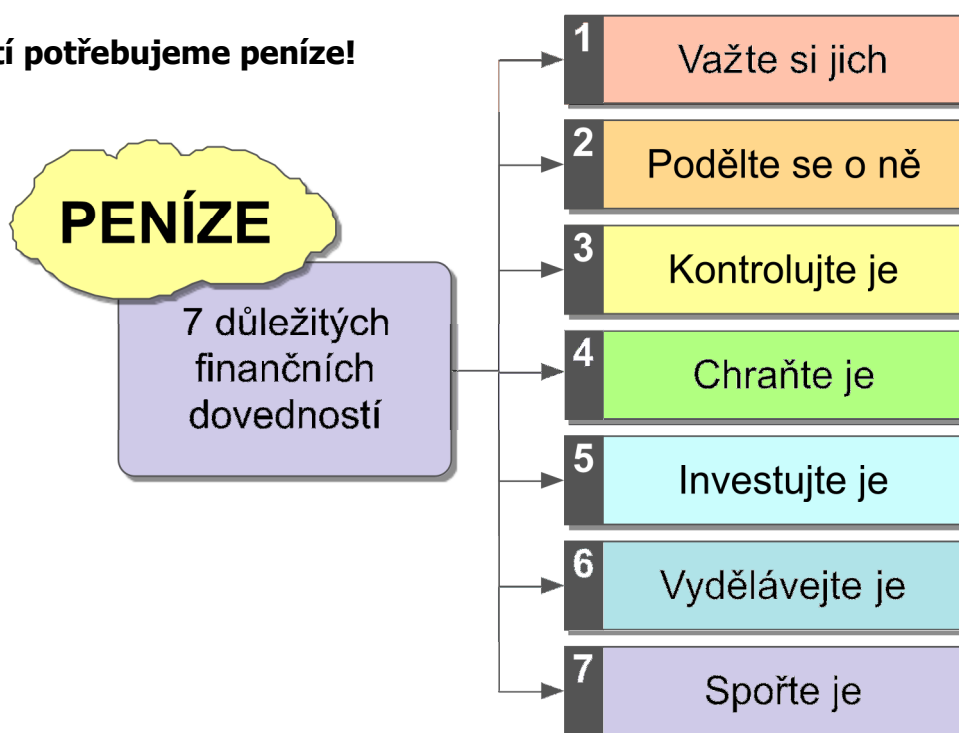 tí potřebujeme peníze!
PENÍZE
7 důležitých
finančních
dovedností
1 Važte si jich
2 Podělte se o ně
3 Kontrolujte je
4 Chraňte je
5 Investujte je
6 Vydělávejte je
7 Spořte je